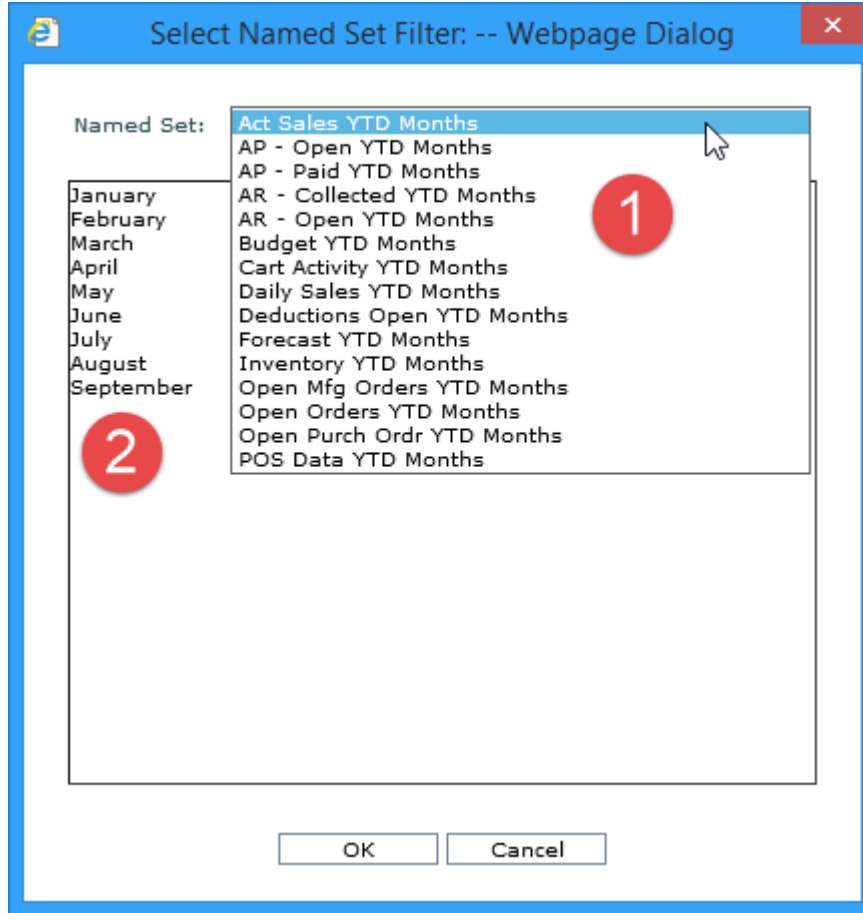 Select Named Set Filter: -- Webpage Dialog
Named Set:
Act Sales YTD Months
AP - Open YTD Months
AP - Paid YTD Months
AR - Collected YTD Months
AR - Open YTD Months
Budget YTD Months
Cart Activity YTD Months
Daily Sales YTD Months
Deductions Open YTD Months
Forecast YTD Months
Inventory YTD Months
Open Mfg Orders YTD Months
Open Orders YTD Months
Open Purch Ordr YTD Months
POS Data YTD Months
1
January
February
March
April
May
June
July
August
September
2
OK
Cancel